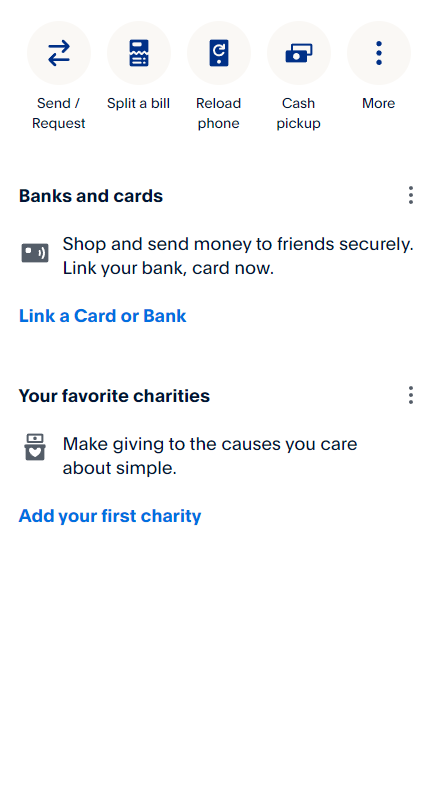 Send /
Request
Split a bill
Reload
phone
Cash
pickup
More
Banks and cards
Shop and send money to friends securely.
Link your bank, card now.
Link a Card or Bank
Your favorite charities
Make giving to the causes you care
about simple.
Add your first charity